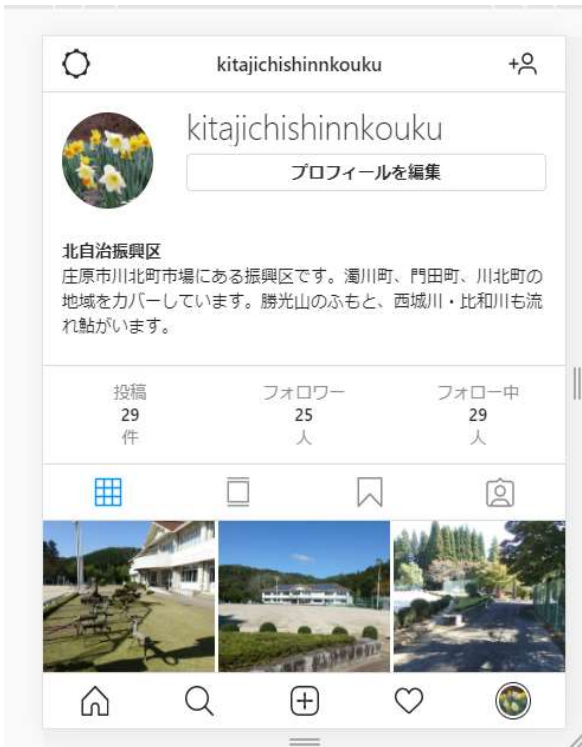 kitajichishinnkouku
kitajichishinnkouku
プロフィールを編集
北自治振興区
庄原市川北町市場にある振興区です。濁川町、門田町、川北町の
地域をカバーしています。勝光山のふもと、西城川・比和川も流
れ鮎がいます。
投稿 フォロワー フォロー中
29 25 29
件 人 人